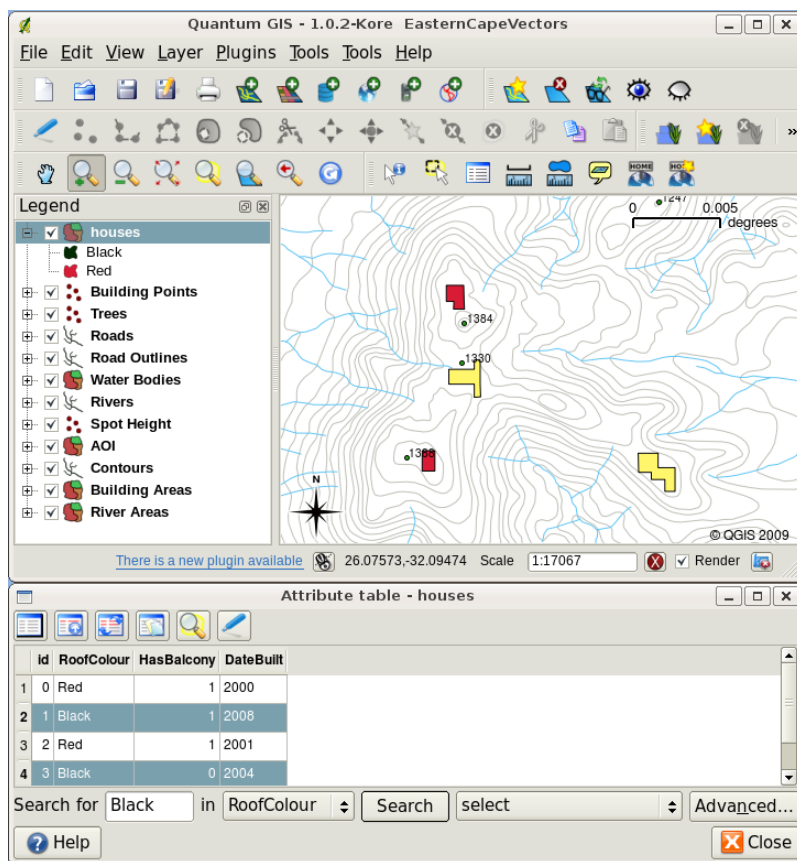 Quantum GIS - 1.0.2-Kore EasternCapeVectors
File Edit View Layer Plugins Tools Tools Help
»
HOME HO
Legend
houses
Black
Red
Building Points
Trees
Roads
Road Outlines
Water Bodies
Rivers
Spot Height
AOI
Contours
Building Areas
River Areas
1247
0 0.005
degrees
1384
1330
1388
N
© QGIS 2009
There is a new plugin available 26.07573,-32.09474 Scale 1:17067 Render
Attribute table - houses
id RoofColour HasBalcony DateBuilt
1 0 Red 1 2000
2 1 Black 1 2008
3 2 Red 1 2001
4 3 Black 0 2004
Search for Black in RoofColour Search select Advanced...
Help Close